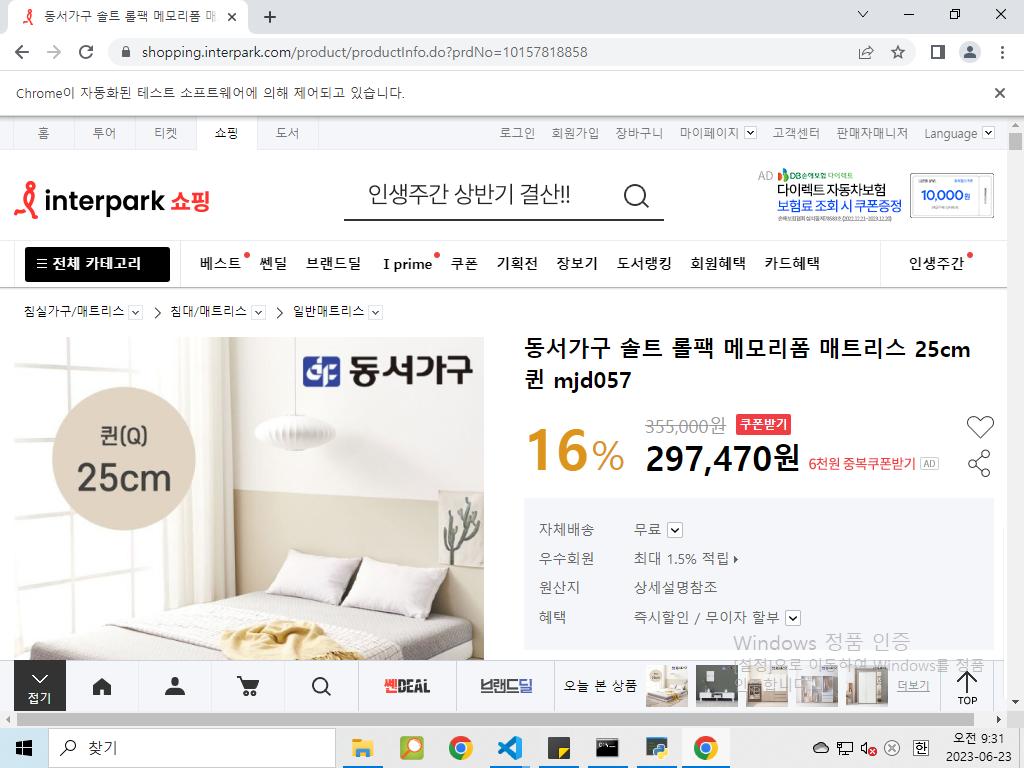 동서가구 솔트 롤팩 메모리폼 매
shopping.interpark.com/product/productInfo.do?prdNo=10157818858
Chrome이 자동화된 테스트 소프트웨어에 의해 제어되고 있습니다.
홈 투어 티켓 쇼핑 도서 로그인 회원가입 장바구니 마이페이지 고객센터 판매자매니저 Language
interpark 쇼핑
인생주간 상반기 결산!!
AD DB손해보험 다이렉트
다이렉트 자동차보험
보험료 조회 시 쿠폰증정
10,000원
전체 카테고리 베스트 쎈딜 브랜드딜 I prime 쿠폰 기획전 장보기 도서랭킹 회원혜택 카드혜택 인생주간
침실가구/매트리스 침대/매트리스 일반매트리스
동서가구
퀸(Q)
25cm
동서가구 솔트 롤팩 메모리폼 매트리스 25cm
퀸 mjd057
16%
355,000원 쿠폰받기
297,470원 6천원 중복쿠폰받기 AD
자체배송 무료
우수회원 최대 1.5% 적립
원산지 상세설명참조
혜택 즉시할인 / 무이자 할부
Windows 정품 인증
[설정]으로 이동하여 Windows를 정품
접기
쎈DEAL
브랜드딜
오늘 본 상품
더보기
TOP
찾기
한
오전 9:31
2023-06-23